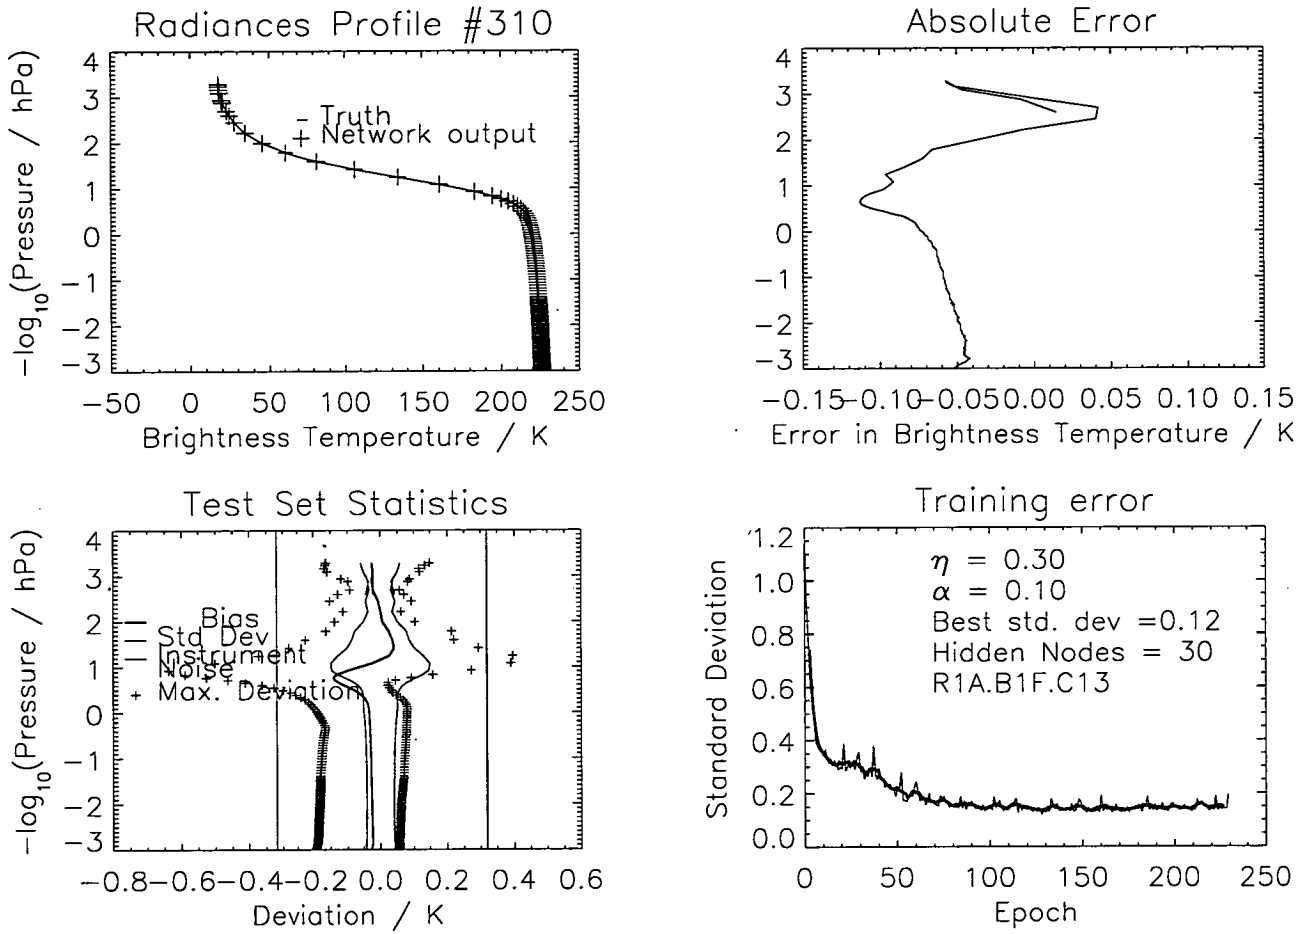 Radiances Profile #310
-log10(Pressure / hPa)
4
3
2
1
0
−1
−2
−3
− Truth
+ Network output
−50 0 50 100 150 200 250
Brightness Temperature / K
Absolute Error
-log10(Pressure / hPa)
4
3
2
1
0
−1
−2
−3
−0.15−0.10−0.050.00 0.05 0.10 0.15
Error in Brightness Temperature / K
Test Set Statistics
-log10(Pressure / hPa)
4
3
2
1
0
−1
−2
−3
Bias
Std Dev
Instrument
Noise
+ Max. Deviation
−0.8−0.6−0.4−0.2 0.0 0.2 0.4 0.6
Deviation / K
Training error
Standard Deviation
1.2
1.0
0.8
0.6
0.4
0.2
0.0
η = 0.30
α = 0.10
Best std. dev =0.12
Hidden Nodes = 30
R1A.B1F.C13
0 50 100 150 200 250
Epoch